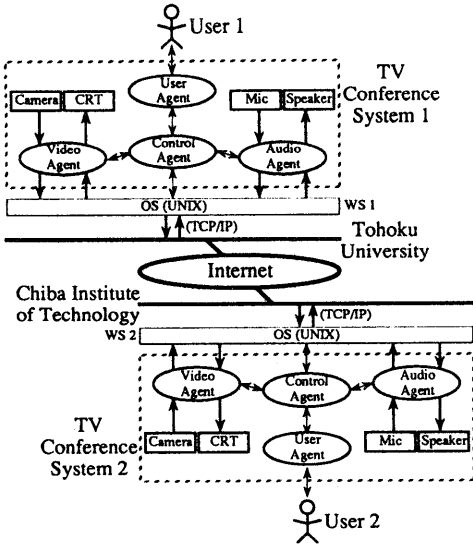 User 1
TV
Conference
System 1
User
Agent
Camera CRT
Mic Speaker
Video
Agent
Control
Agent
Audio
Agent
OS (UNIX)
WS 1
(TCP/IP)
Tohoku
University
Internet
Chiba Institute
of Technology
(TCP/IP)
WS 2
OS (UNIX)
Video
Agent
Control
Agent
Audio
Agent
TV
Conference
System 2
Camera CRT
User
Agent
Mic Speaker
User 2